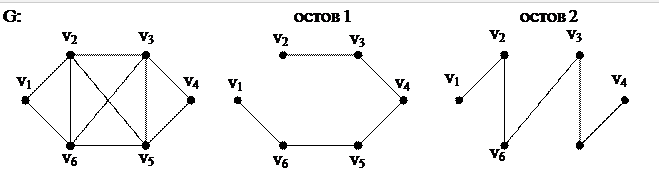 G: остов 1 остов 2
v2 v3 v2 v3 v2 v3
v1 v4 v1 v4 v1 v4
v6 v5 v6 v5 v6